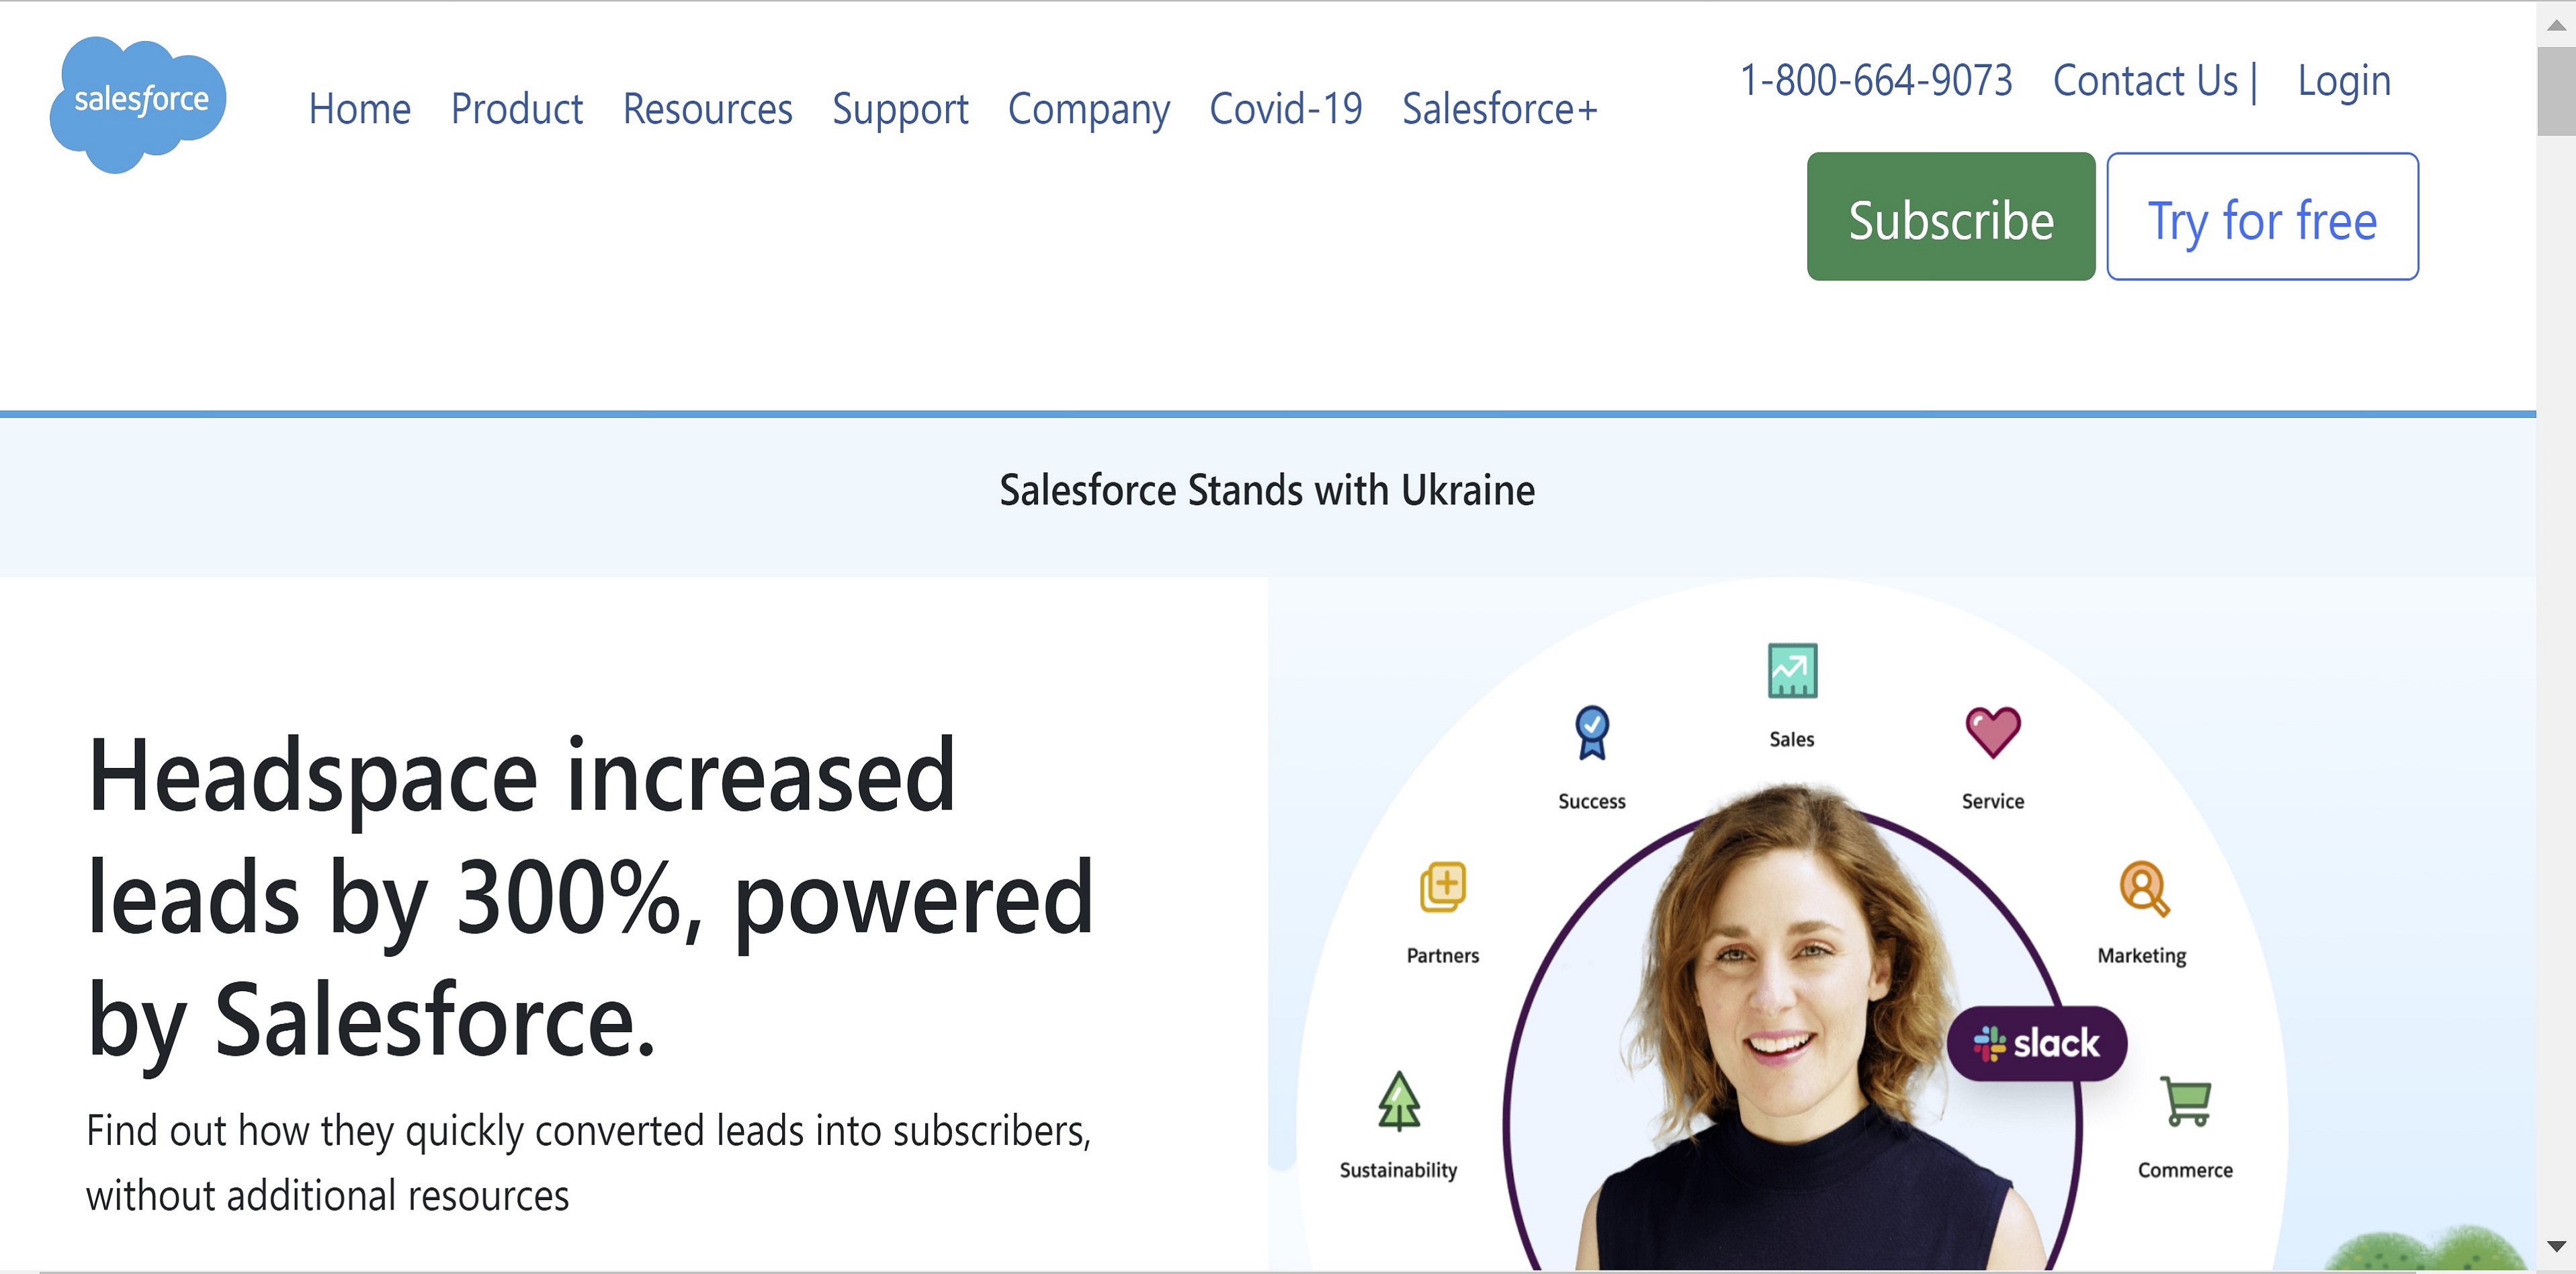 salesforce
Home Product Resources Support Company Covid-19 Salesforce+
1-800-664-9073 Contact Us | Login
Subscribe Try for free
Salesforce Stands with Ukraine
Headspace increased
leads by 300%, powered
by Salesforce.
Find out how they quickly converted leads into subscribers,
without additional resources
Sales
Success
Service
Partners
Marketing
slack
Sustainability
Commerce